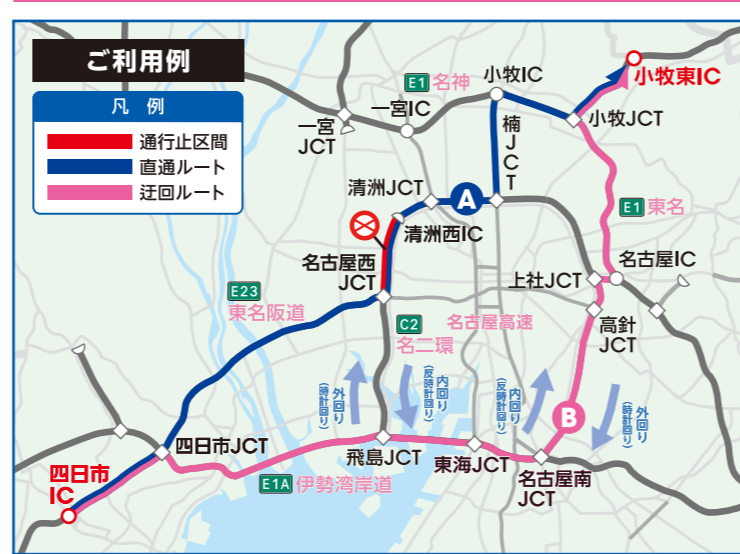 ご利用例
凡 例
通行止区間
直通ルート
迂回ルート
E1 名神
小牧IC
小牧東IC
一宮IC
一宮
JCT
楠JCT
小牧JCT
清洲JCT
A
清洲西IC
E1 東名
名古屋西
JCT
上社JCT
名古屋IC
E23
東名阪道
C2
名二環
名古屋高速
高針
JCT
外回り
(時計回り)
内回り
(反時計回り)
内回り
(反時計回り)
外回り
(時計回り)
B
四日市JCT
飛島JCT
東海JCT
名古屋南
JCT
四日市
IC
E1A 伊勢湾岸道